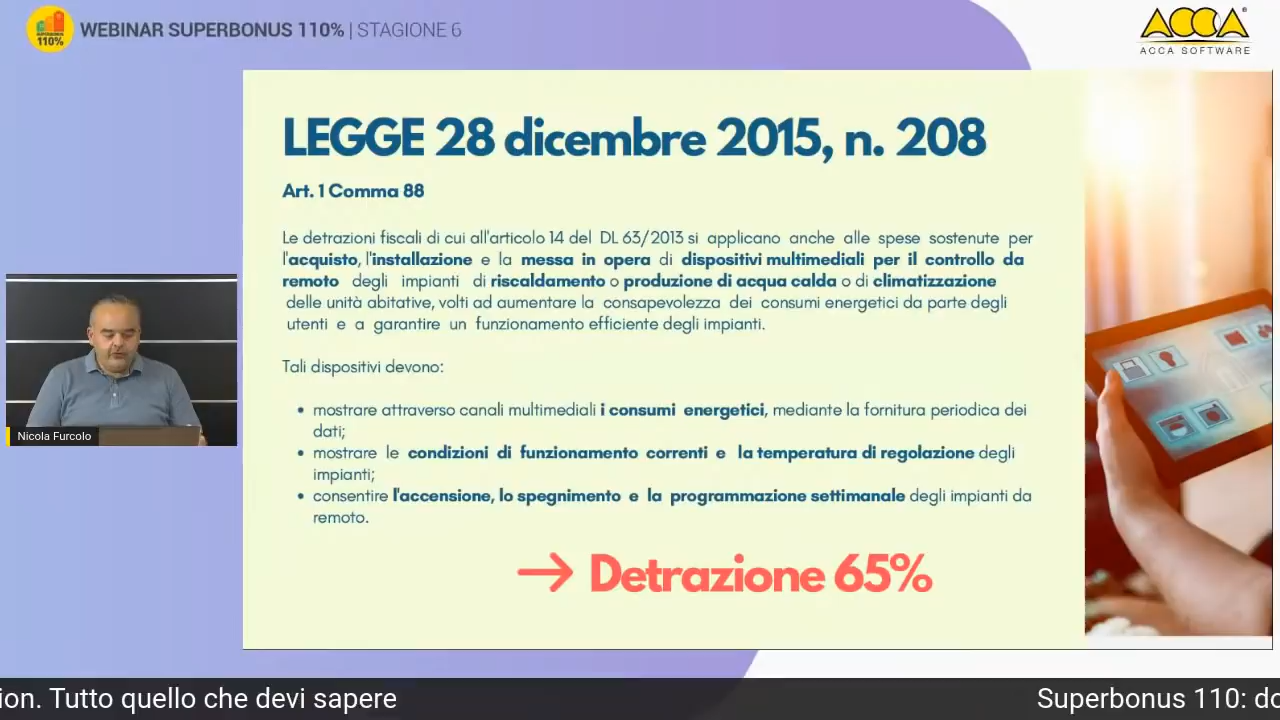 SUPERBONUS
110%
WEBINAR SUPERBONUS 110% | STAGIONE 6
ACCA
ACCA SOFTWARE
LEGGE 28 dicembre 2015, n. 208
Art. 1 Comma 88
Le detrazioni fiscali di cui all'articolo 14 del DL 63/2013 si applicano anche alle spese sostenute per
l'acquisto, l'installazione e la messa in opera di dispositivi multimediali per il controllo da
remoto degli impianti di riscaldamento o produzione di acqua calda o di climatizzazione
delle unità abitative, volti ad aumentare la consapevolezza dei consumi energetici da parte degli
utenti e a garantire un funzionamento efficiente degli impianti.
Tali dispositivi devono:
• mostrare attraverso canali multimediali i consumi energetici, mediante la fornitura periodica dei
dati;
• mostrare le condizioni di funzionamento correnti e la temperatura di regolazione degli
impianti;
• consentire l'accensione, lo spegnimento e la programmazione settimanale degli impianti da
remoto.
→ Detrazione 65%
Nicola Furcolo
ion. Tutto quello che devi sapere
Superbonus 110: do